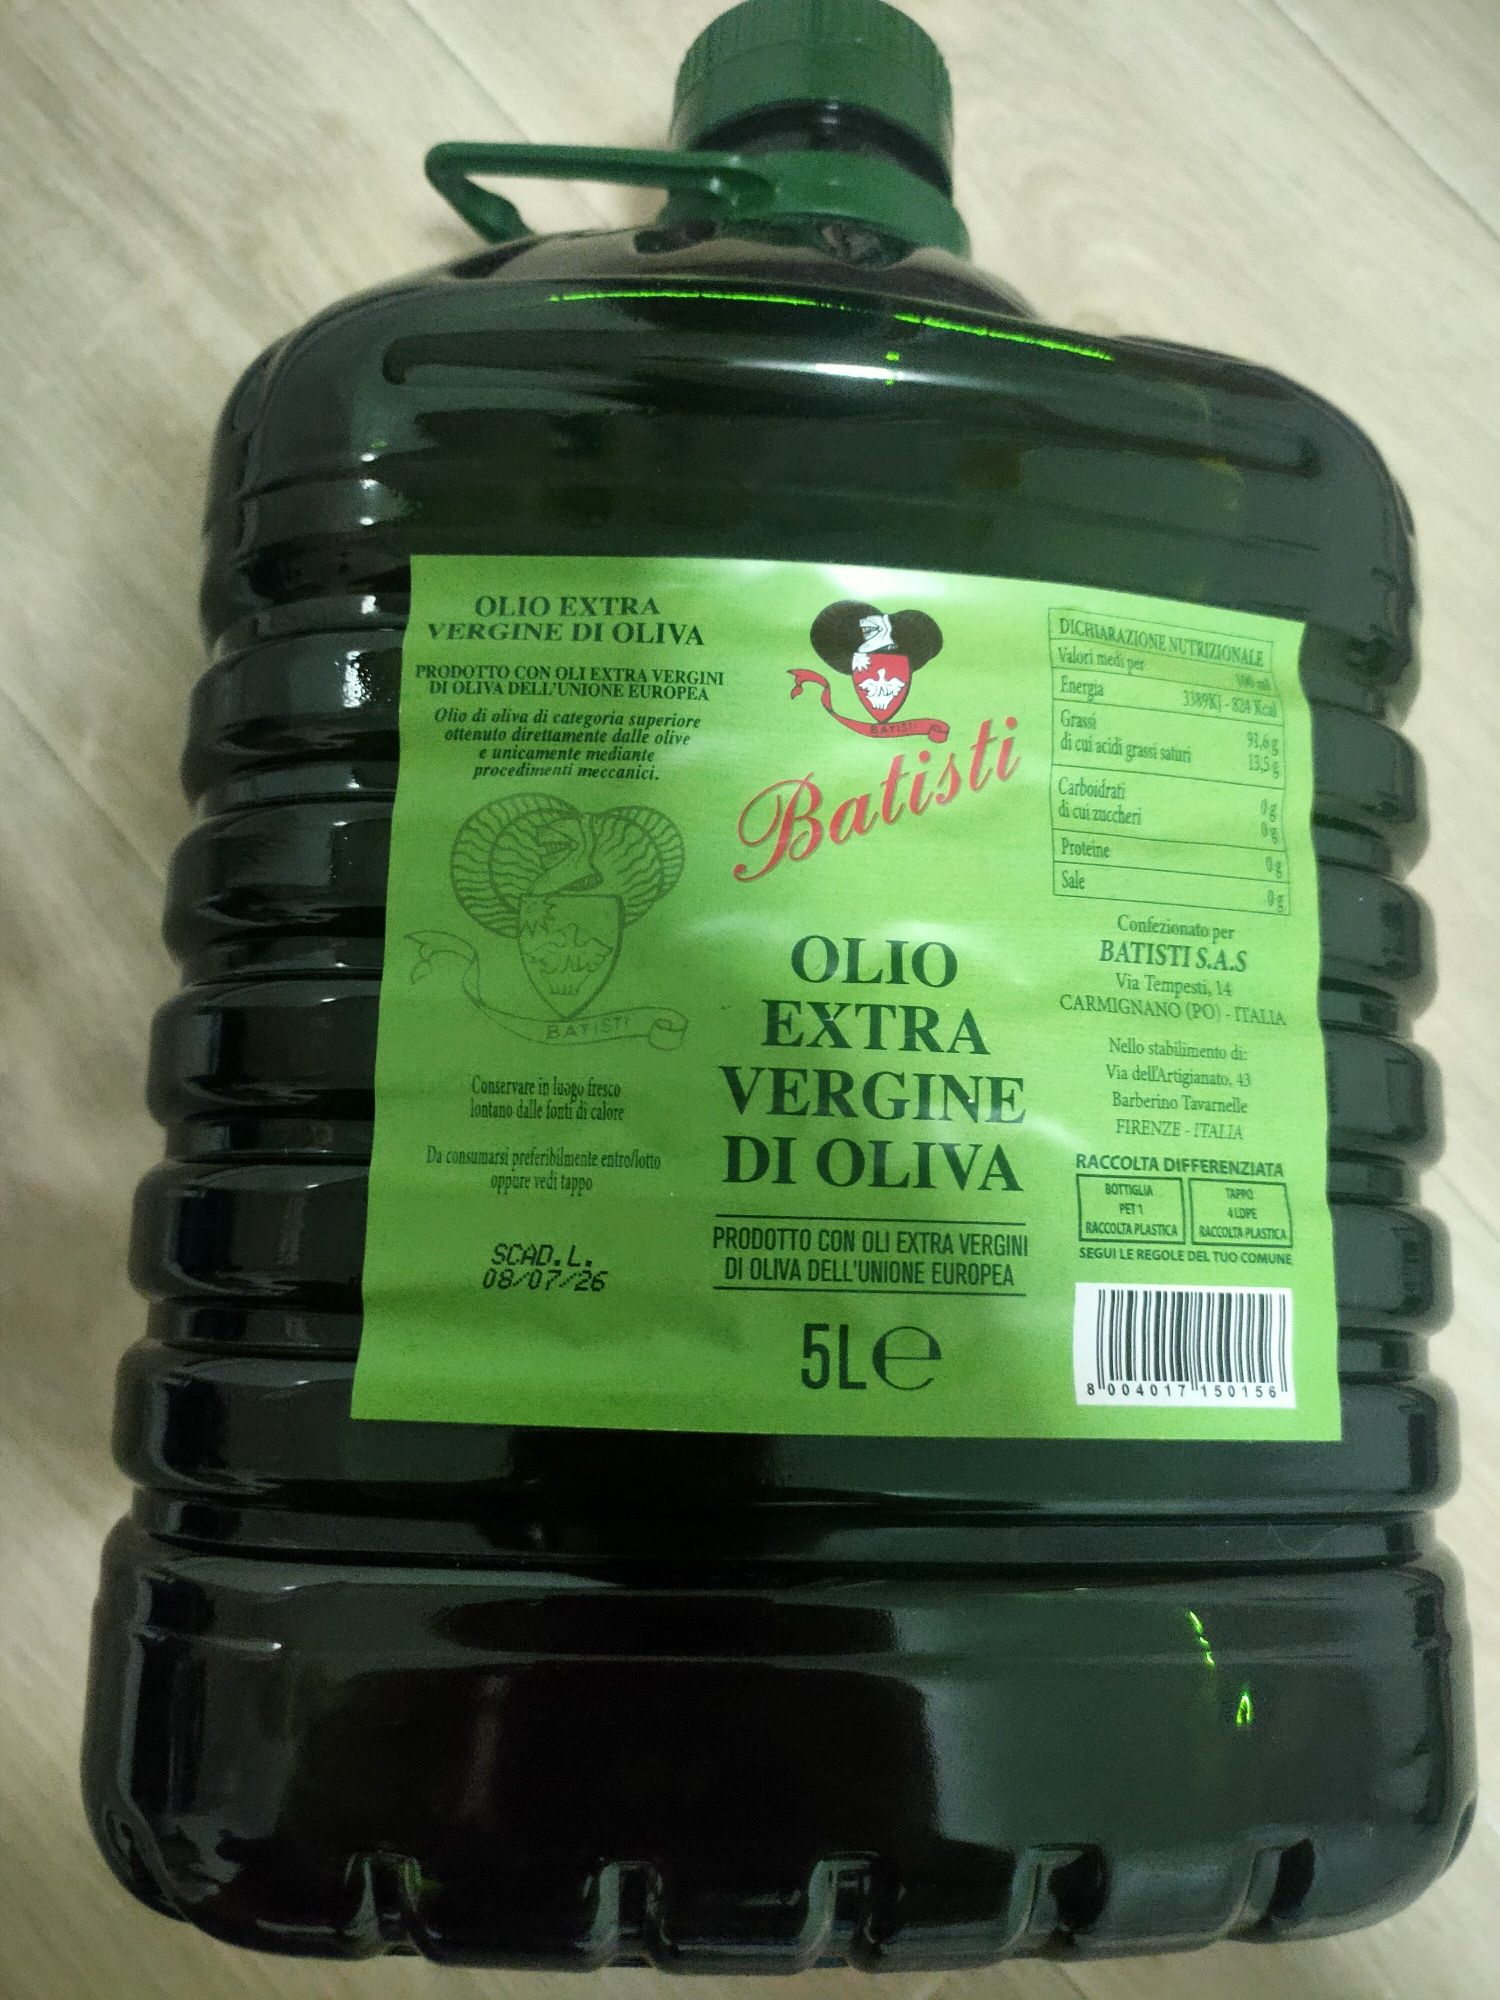 OLIO EXTRA
VERGINE DI OLIVA
PRODOTTO CON OLI EXTRA VERGINI
DI OLIVA DELL'UNIONE EUROPEA
Olio di oliva di categoria superiore
ottenuto direttamente dalle olive
e unicamente mediante
procedimenti meccanici.
BATISTI
Conservare in luogo fresco
lontano dalle fonti di calore
Da consumarsi preferibilmente entro/lotto
oppure vedi tappo
SCAD.L.
08/07/26
BATISTI
Batisti
OLIO
EXTRA
VERGINE
DI OLIVA
PRODOTTO CON OLI EXTRA VERGINI
DI OLIVA DELL'UNIONE EUROPEA
5L℮
DICHIARAZIONE NUTRIZIONALE
Valori medi per 100 ml
Energia 3389KJ - 824 Kcal
Grassi 91,6 g
di cui acidi grassi saturi 13,5 g
Carboidrati 0 g
di cui zuccheri 0 g
Proteine 0 g
Sale 0 g
Confezionato per
BATISTI S.A.S
Via Tempesti, 14
CARMIGNANO (PO) - ITALIA
Nello stabilimento di:
Via dell'Artigianato, 43
Barberino Tavarnelle
FIRENZE - ITALIA
RACCOLTA DIFFERENZIATA
BOTTIGLIA
PET 1
RACCOLTA PLASTICA
TAPPO
4 LDPE
RACCOLTA PLASTICA
SEGUI LE REGOLE DEL TUO COMUNE
8 004017 150156